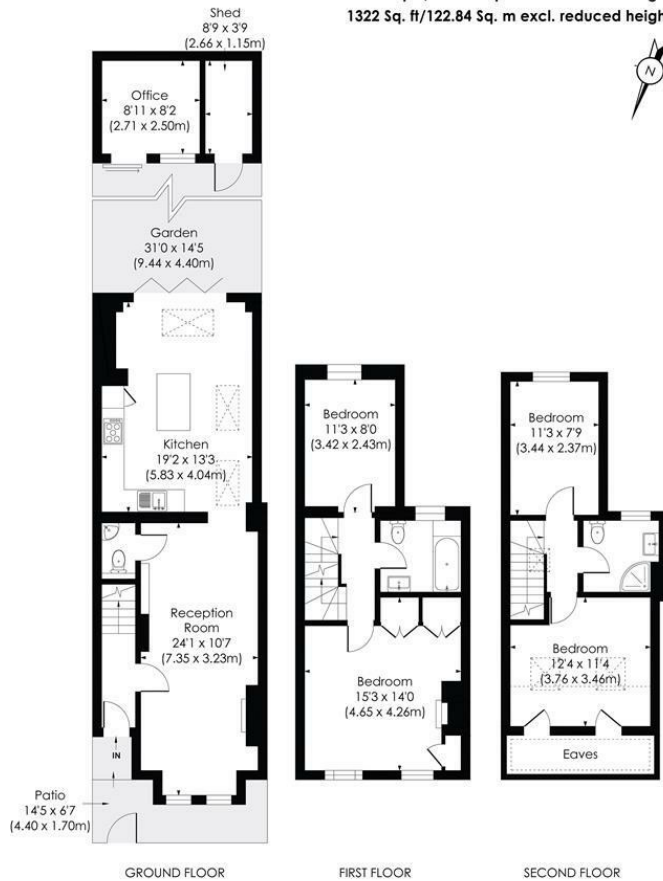 1322 Sq. ft/122.84 Sq. m excl. reduced heigh
N
Shed
8'9 x 3'9
(2.66 x 1.15m)
Office
8'11 x 8'2
(2.71 x 2.50m)
Garden
31'0 x 14'5
(9.44 x 4.40m)
Kitchen
19'2 x 13'3
(5.83 x 4.04m)
Reception
Room
24'1 x 10'7
(7.35 x 3.23m)
IN
Patio
14'5 x 6'7
(4.40 x 1.70m)
GROUND FLOOR
Bedroom
11'3 x 8'0
(3.42 x 2.43m)
Bedroom
15'3 x 14'0
(4.65 x 4.26m)
FIRST FLOOR
Bedroom
11'3 x 7'9
(3.44 x 2.37m)
Bedroom
12'4 x 11'4
(3.76 x 3.46m)
Eaves
SECOND FLOOR